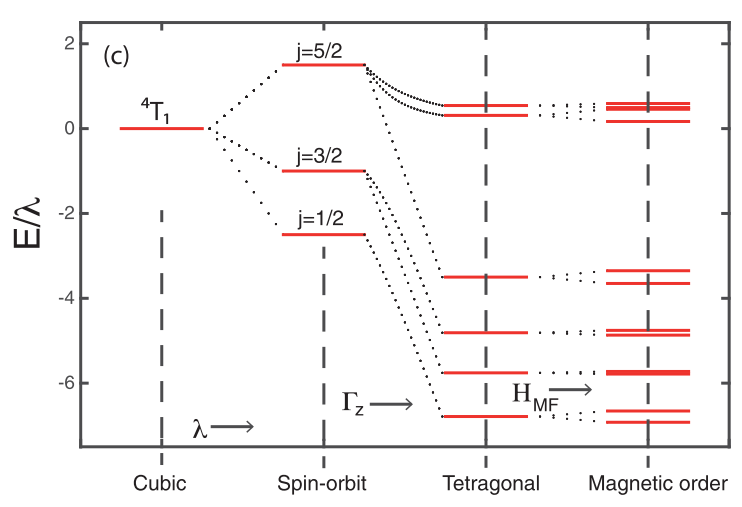 (c)
2
0
-2
-4
-6
E/λ
⁴T₁
j=5/2
j=3/2
j=1/2
λ
Γz
HMF
Cubic
Spin-orbit
Tetragonal
Magnetic order